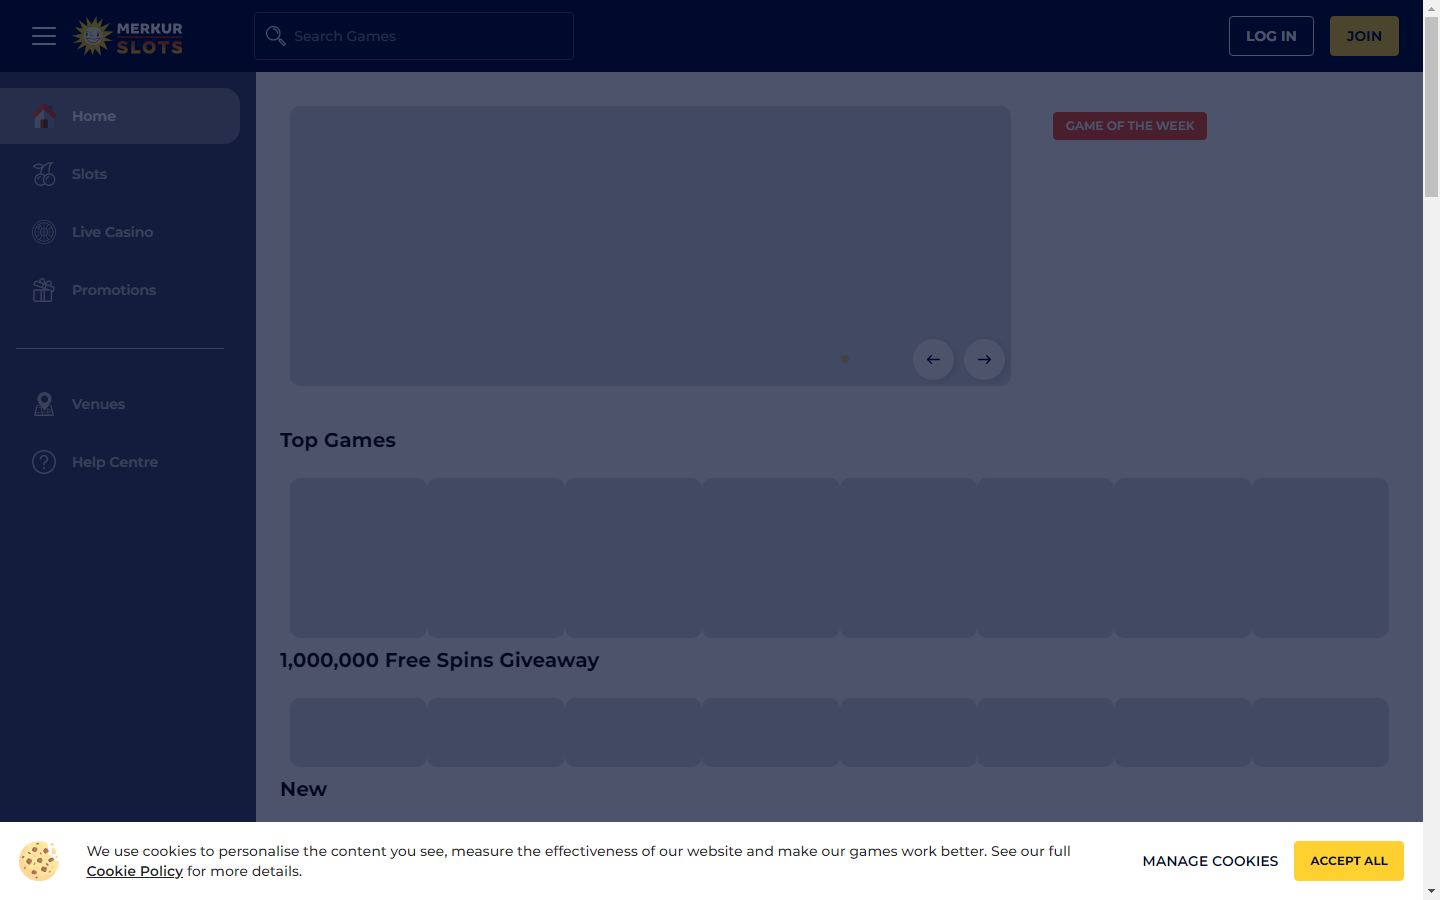 MERKUR
SLOTS
Search Games
LOG IN
JOIN
Home
Slots
Live Casino
Promotions
Venues
Help Centre
GAME OF THE WEEK
Top Games
1,000,000 Free Spins Giveaway
New
We use cookies to personalise the content you see, measure the effectiveness of our website and make our games work better. See our full
Cookie Policy for more details.
MANAGE COOKIES
ACCEPT ALL